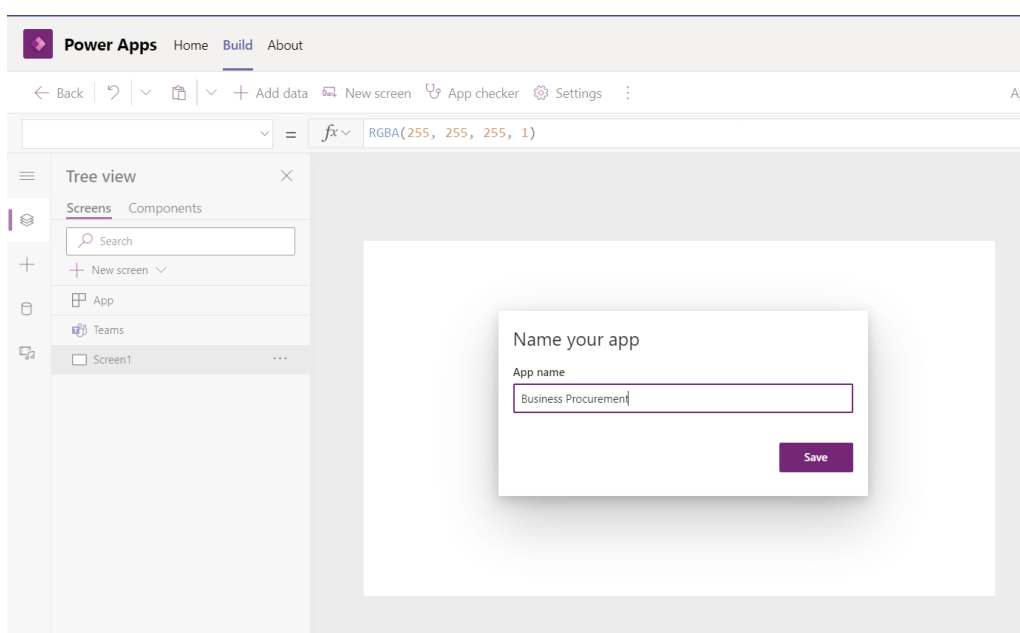 Power Apps Home Build About
Back Add data New screen App checker Settings
= fx RGBA(255, 255, 255, 1)
Tree view
Screens Components
Search
New screen
App
Teams
Screen1
Name your app
App name
Business Procurement
Save